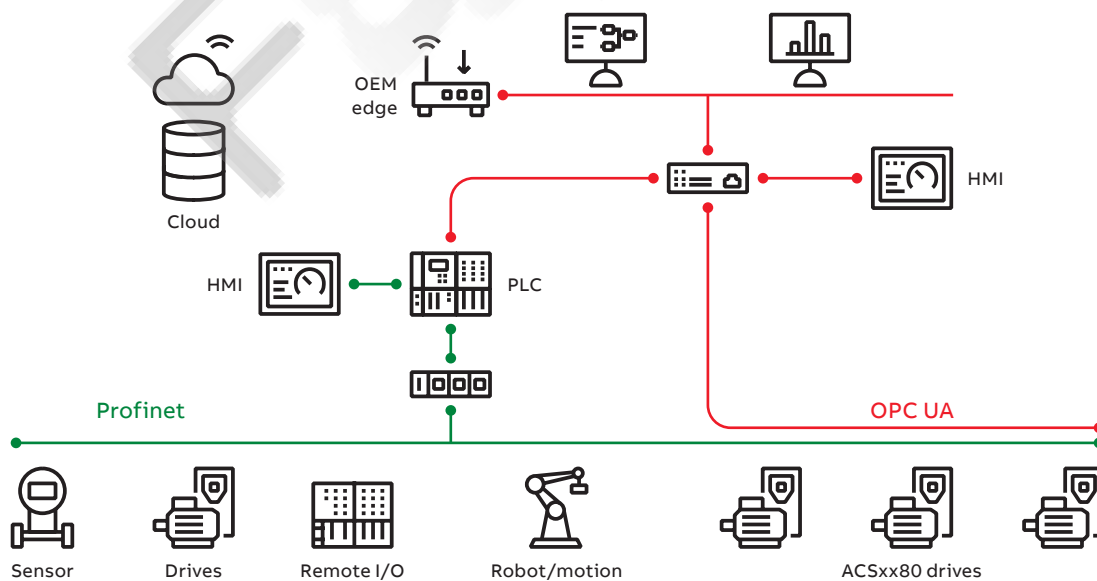 OEM
edge
Cloud
HMI
HMI
PLC
Profinet
OPC UA
Sensor
Drives
Remote I/O
Robot/motion
ACSxx80 drives